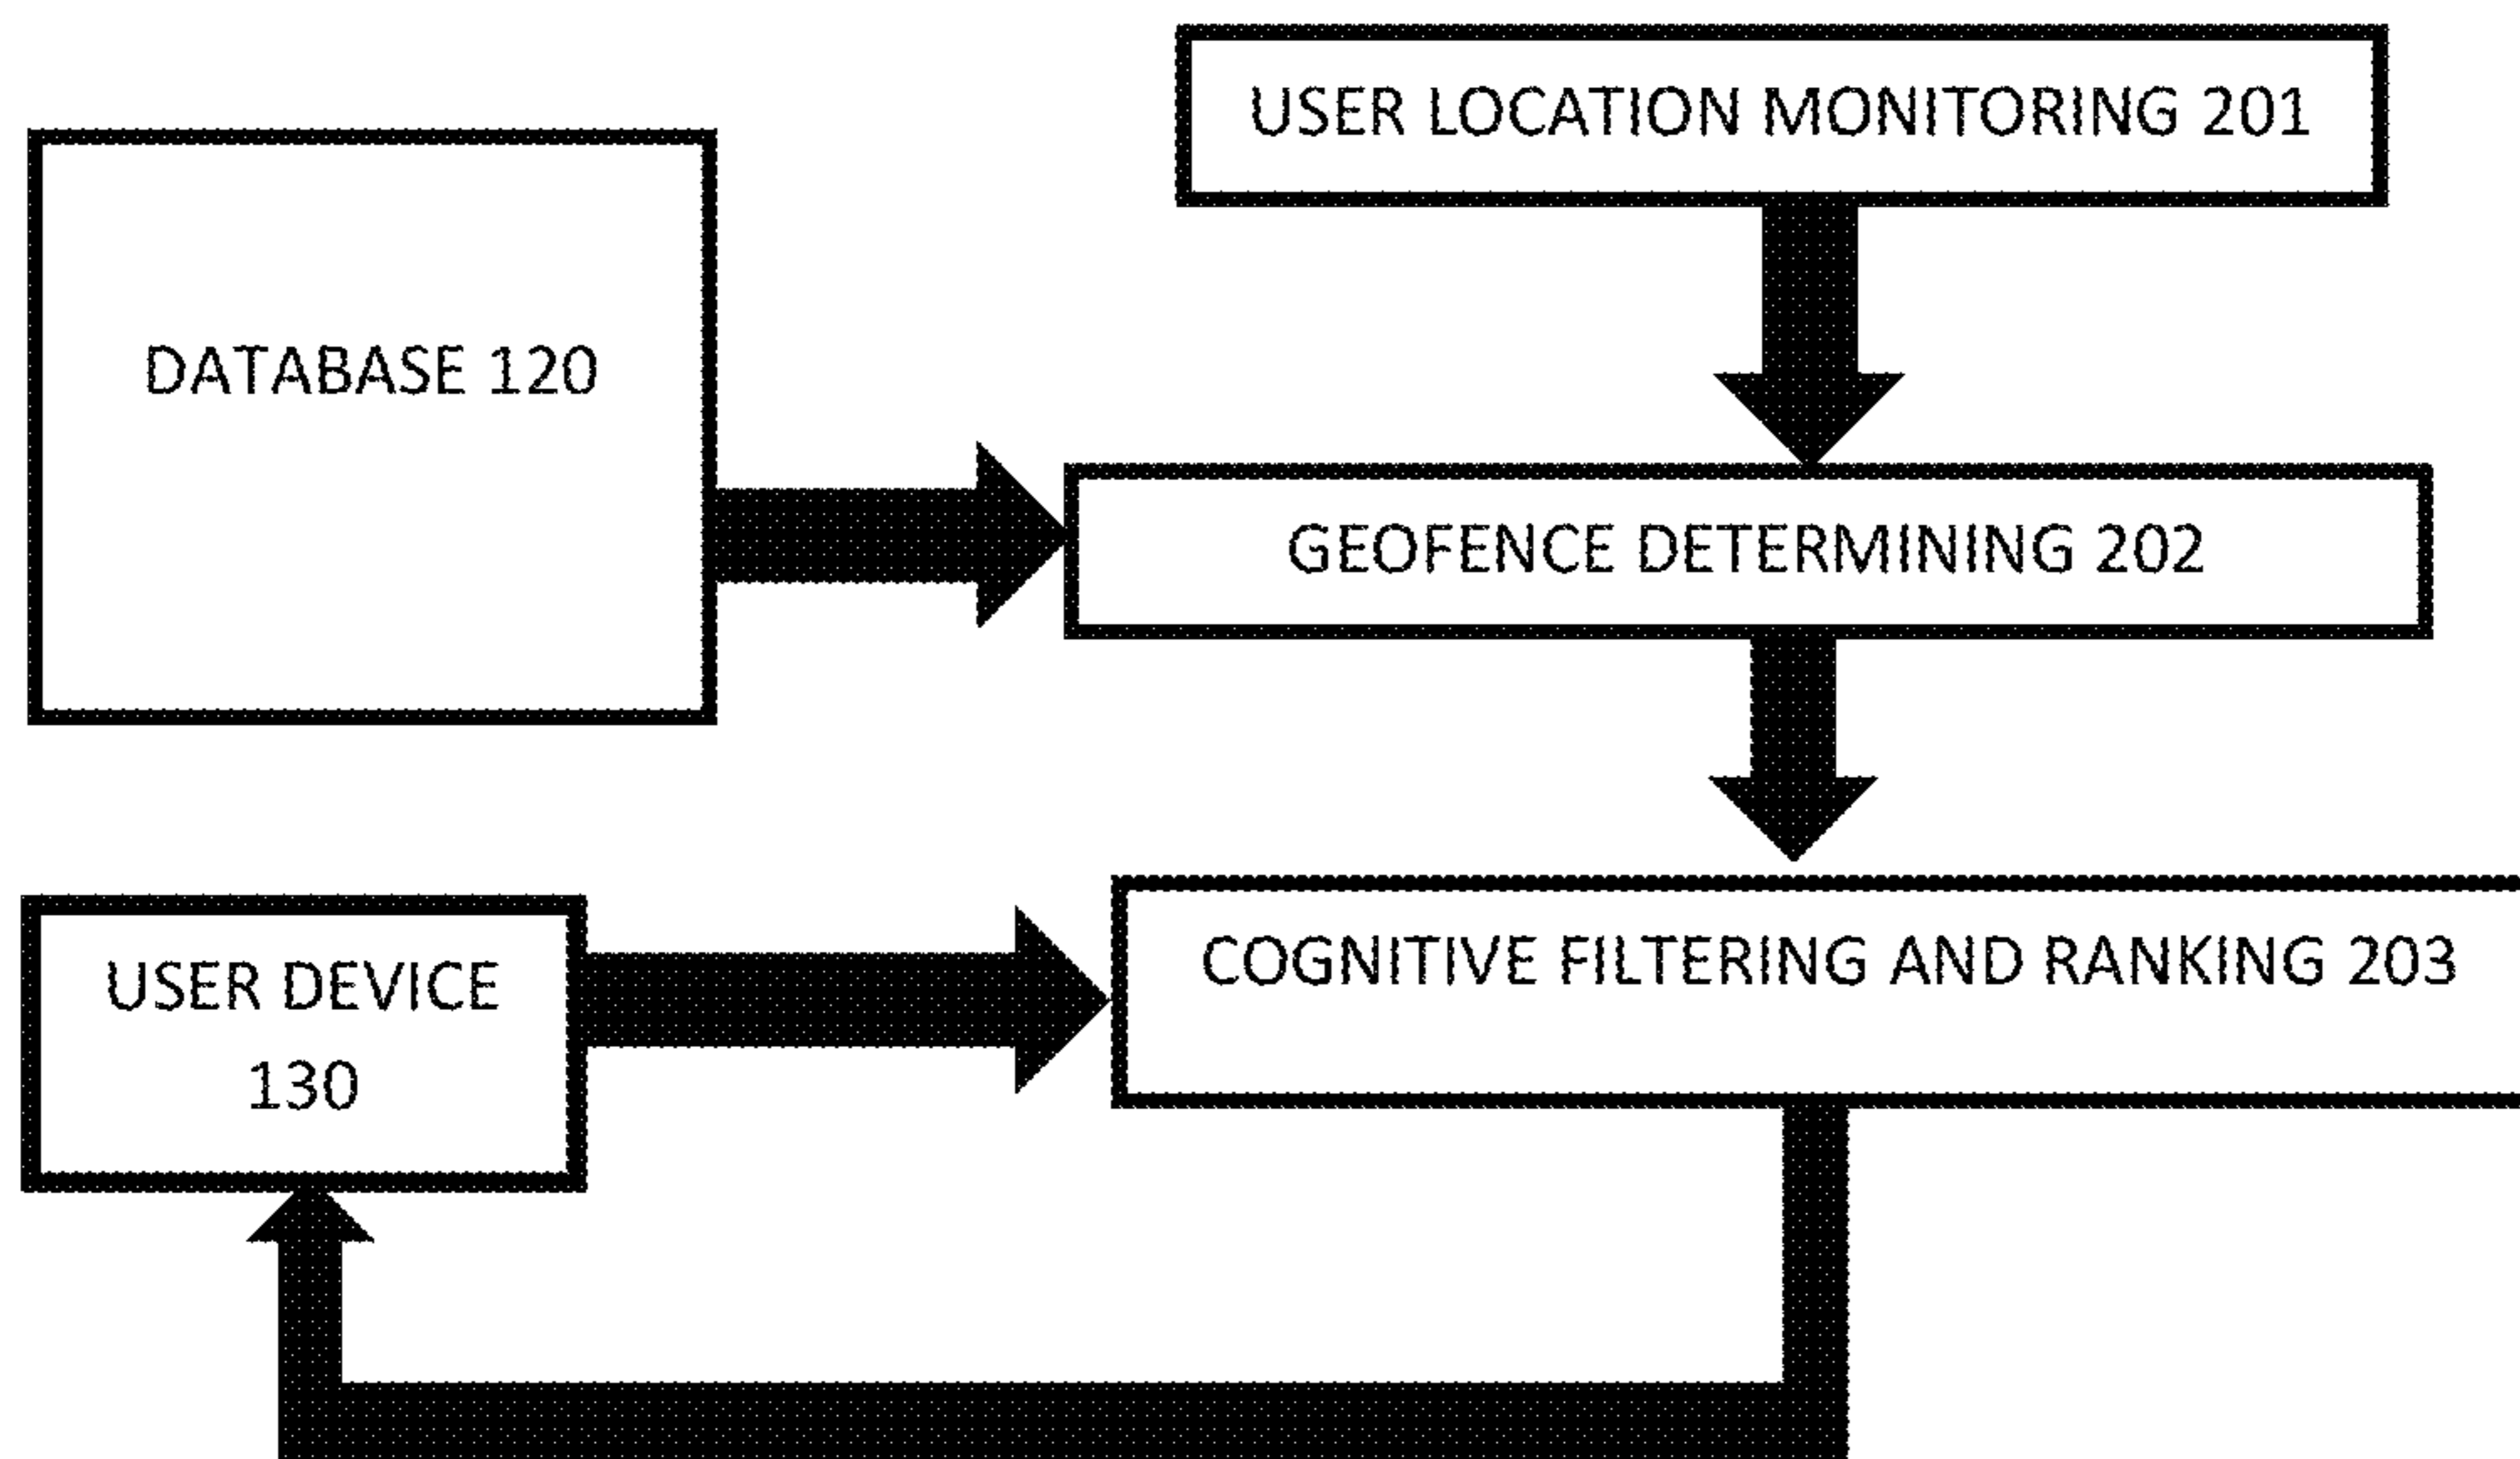 USER LOCATION MONITORING 201
DATABASE 120
GEOFENCE DETERMINING 202
USER DEVICE
130
COGNITIVE FILTERING AND RANKING 203